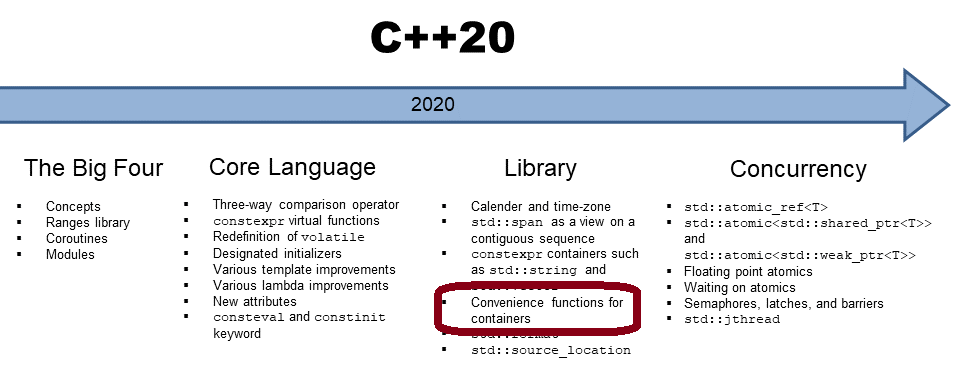 C++20
2020
The Big Four
▪ Concepts
▪ Ranges library
▪ Coroutines
▪ Modules
Core Language
▪ Three-way comparison operator
▪ constexpr virtual functions
▪ Redefinition of volatile
▪ Designated initializers
▪ Various template improvements
▪ Various lambda improvements
▪ New attributes
▪ consteval and constinit
keyword
Library
▪ Calender and time-zone
▪ std::span as a view on a
contiguous sequence
▪ constexpr containers such
as std::string and
▪ Convenience functions for
containers
▪ std::format
▪ std::source_location
Concurrency
▪ std::atomic_ref<T>
▪ std::atomic<std::shared_ptr<T>>
and
std::atomic<std::weak_ptr<T>>
▪ Floating point atomics
▪ Waiting on atomics
▪ Semaphores, latches, and barriers
▪ std::jthread